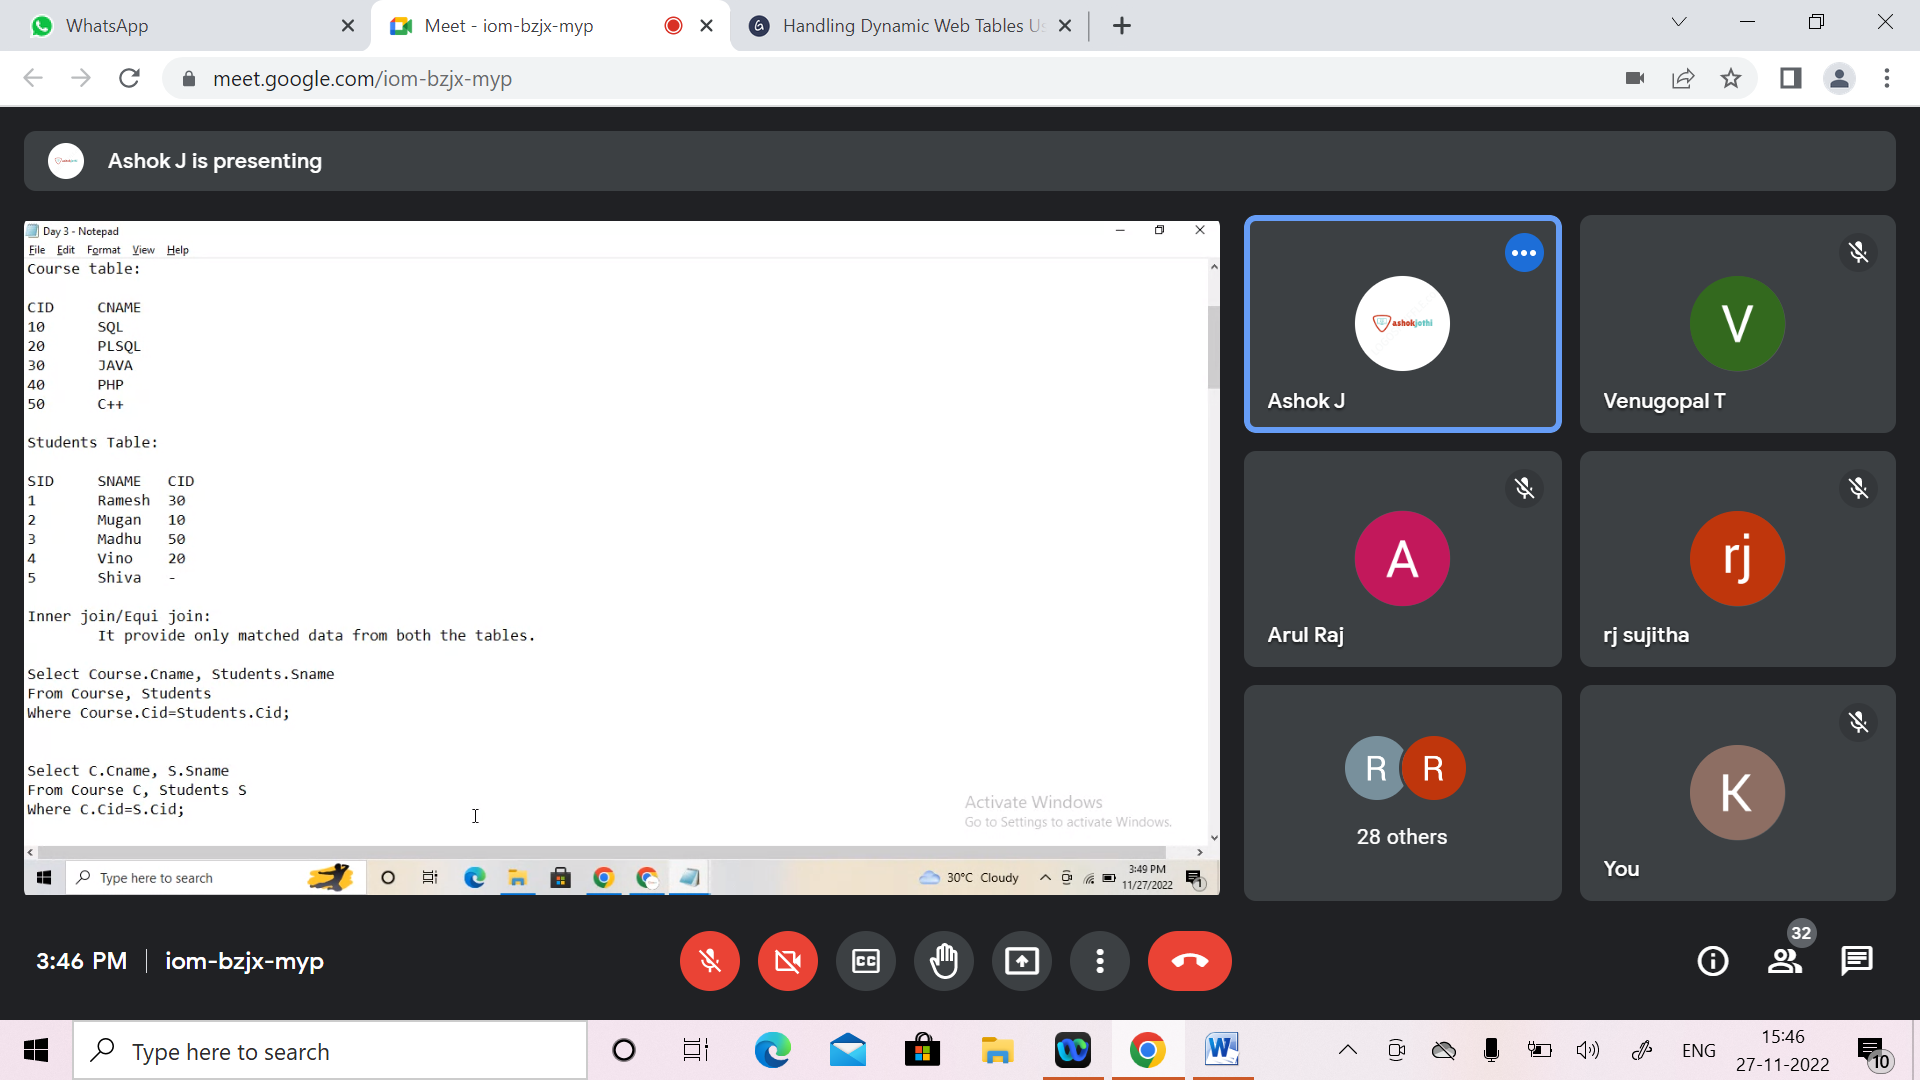 WhatsApp
Meet - iom-bzjx-myp
Handling Dynamic Web Tables Us
meet.google.com/iom-bzjx-myp
Ashok J is presenting
Day 3 - Notepad
File Edit Format View Help
Course table:
CID CNAME
10 SQL
20 PLSQL
30 JAVA
40 PHP
50 C++
Students Table:
SID SNAME CID
1 Ramesh 30
2 Mugan 10
3 Madhu 50
4 Vino 20
5 Shiva -
Inner join/Equi join:
It provide only matched data from both the tables.
Select Course.Cname, Students.Sname
From Course, Students
Where Course.Cid=Students.Cid;
Select C.Cname, S.Sname
From Course C, Students S
Where C.Cid=S.Cid;
Activate Windows
Go to Settings to activate Windows.
Type here to search
30°C Cloudy
3:49 PM
11/27/2022
1
ashokjothi
Ashok J
V
Venugopal T
A
Arul Raj
rj
rj sujitha
R R
28 others
K
You
3:46 PM
iom-bzjx-myp
CC
32
Type here to search
W
ENG
15:46
27-11-2022
10